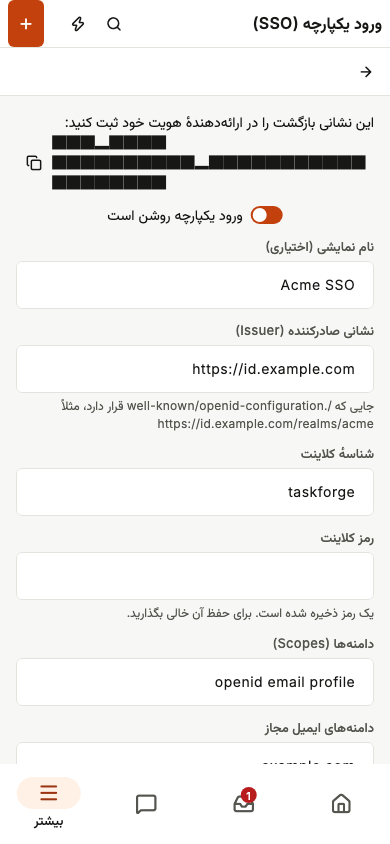 ورود یکپارچه (SSO)
این نشانی بازگشت را در ارائه‌دهندهٔ هویت خود ثبت کنید:
ورود یکپارچه روشن است
نام نمایشی (اختیاری)
Acme SSO
نشانی صادرکننده (Issuer)
https://id.example.com
جایی که /.well-known/openid-configuration قرار دارد، مثلاً
https://id.example.com/realms/acme
شناسهٔ کلاینت
taskforge
رمز کلاینت
یک رمز ذخیره شده است. برای حفظ آن خالی بگذارید.
دامنه‌ها (Scopes)
openid email profile
دامنه‌های ایمیل مجاز
1
بیشتر